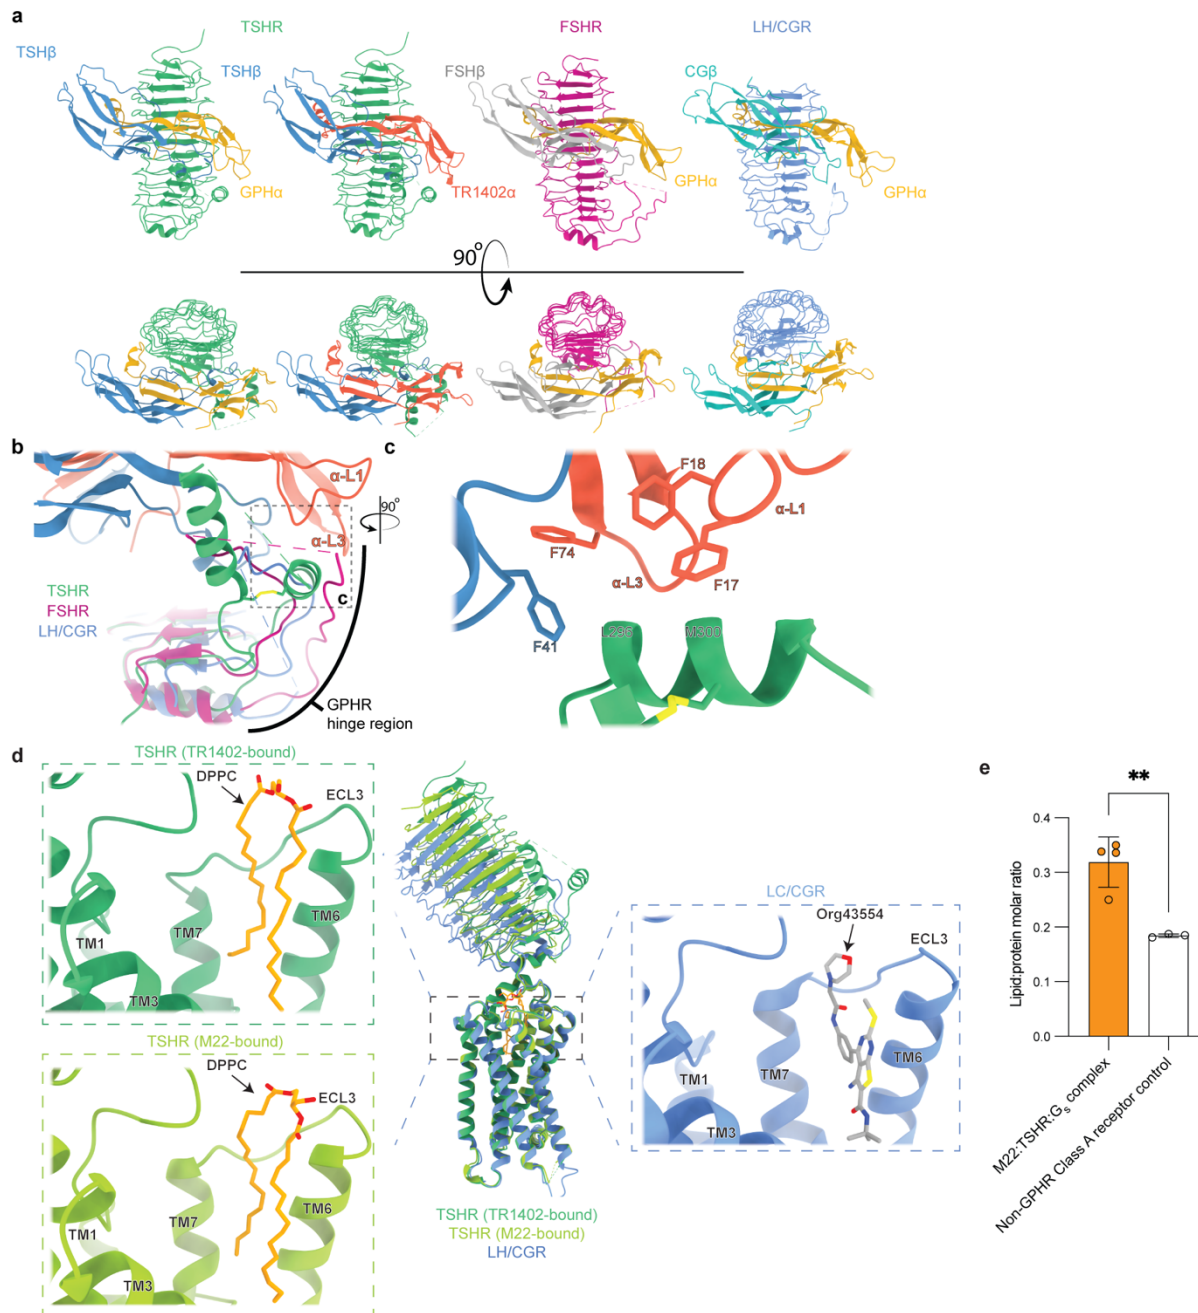 a
TSHR
FSHR
LH/CGR
TSHβ
TSHβ
FSHβ
CGβ
GPHα
TR1402α
GPHα
GPHα
90°
b
α-L1
90°
α-L3
c
TSHR
FSHR
LH/CGR
GPHR
hinge region
c
F18
α-L1
F74
α-L3
F17
F41
L296
M300
d
TSHR (TR1402-bound)
DPPC
ECL3
TM6
TM7
TM1
TM3
TSHR (M22-bound)
DPPC
ECL3
TM6
TM7
TM1
TM3
TSHR (TR1402-bound)
TSHR (M22-bound)
LH/CGR
LC/CGR
Org43554
ECL3
TM7
TM6
TM1
TM3
e
**
Lipid:protein molar ratio
0.4
0.3
0.2
0.1
0.0
M22:TSHR:Gs complex
Non-GPHR Class A receptor control